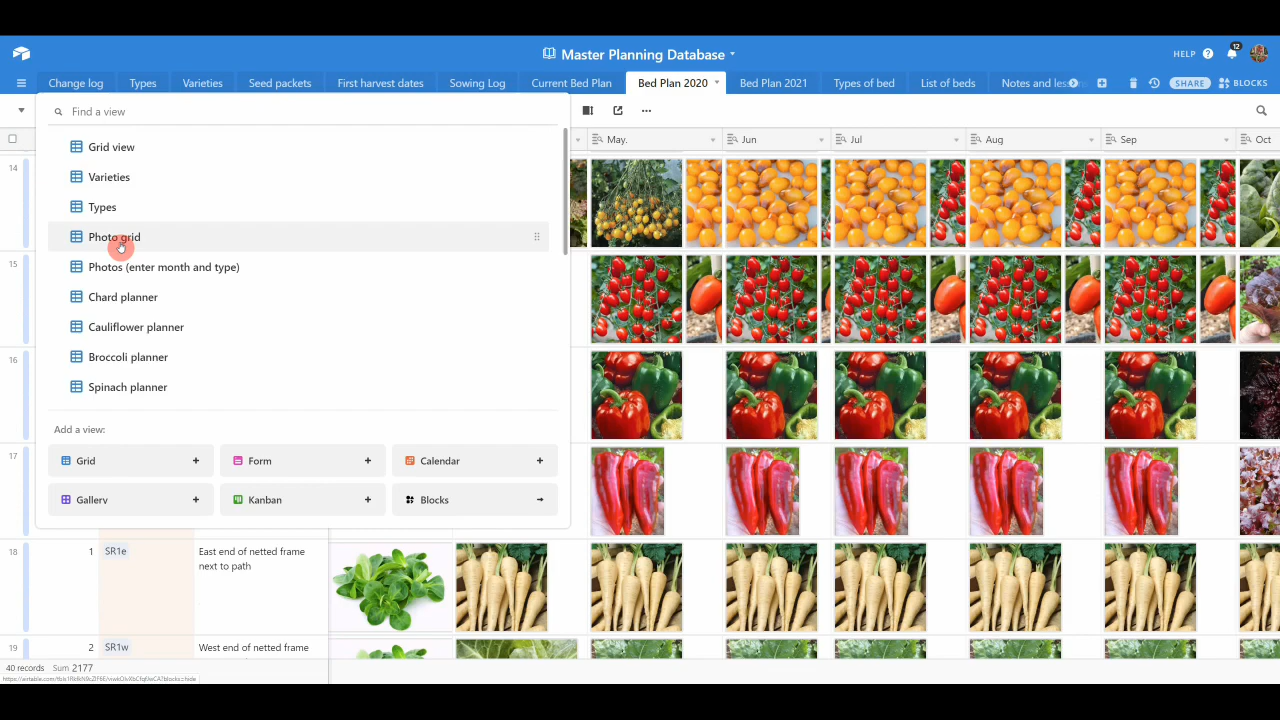 Master Planning Database
HELP
12
Change log
Types
Varieties
Seed packets
First harvest dates
Sowing Log
Current Bed Plan
Bed Plan 2020
Bed Plan 2021
Types of bed
List of beds
Notes and
SHARE
BLOCKS
Find a view
May.
Jun
Jul
Aug
Sep
Oct
Grid view
Varieties
Types
Photo grid
Photos (enter month and type)
Chard planner
Cauliflower planner
Broccoli planner
Spinach planner
Add a view:
Grid
Form
Calendar
Gallery
Kanban
Blocks
14
15
16
17
18
1
SR1e
East end of netted frame
next to path
19
2
SR1w
West end of netted frame
40 records
Sum 2177